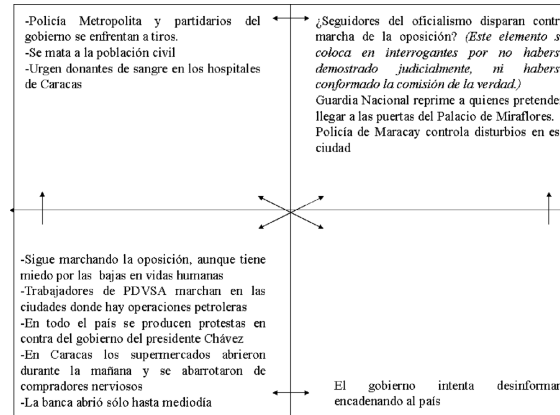 -Policía Metropolita y partidarios del
gobierno se enfrentan a tiros.
-Se mata a la población civil
-Urgen donantes de sangre en los hospitales
de Caracas
¿Seguidores del oficialismo disparan contr
marcha de la oposición? (Este elemento s
coloca en interrogantes por no habers
demostrado judicialmente, ni habers
conformado la comisión de la verdad.)
Guardia Nacional reprime a quienes pretende
llegar a las puertas del Palacio de Miraflores.
Policía de Maracay controla disturbios en es
ciudad
-Sigue marchando la oposición, aunque tiene
miedo por las bajas en vidas humanas
-Trabajadores de PDVSA marchan en las
ciudades donde hay operaciones petroleras
-En todo el país se producen protestas en
contra del gobierno del presidente Chávez
-En Caracas los supermercados abrieron
durante la mañana y se abarrotaron de
compradores nerviosos
-La banca abrió sólo hasta mediodía
El gobierno intenta desinformar
encadenando al país